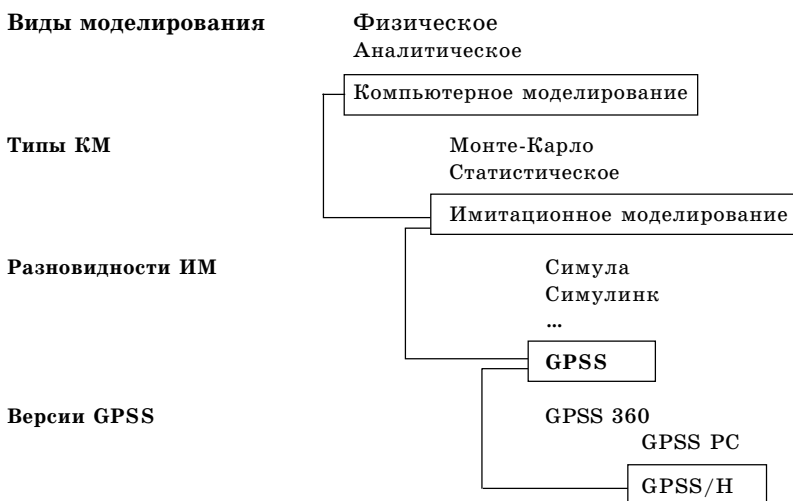 Виды моделирования Физическое
Аналитическое
Компьютерное моделирование
Типы КМ Монте-Карло
Статистическое
Имитационное моделирование
Разновидности ИМ Симула
Симулинк
...
GPSS
Версии GPSS GPSS 360
GPSS PC
GPSS/H